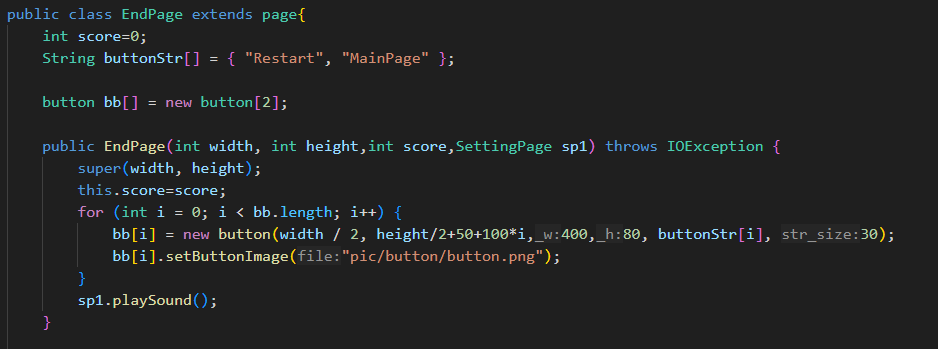 public class EndPage extends page{
int score=0;
String buttonStr[] = { "Restart", "MainPage" };
button bb[] = new button[2];
public EndPage(int width, int height,int score,SettingPage sp1) throws IOException {
super(width, height);
this.score=score;
for (int i = 0; i < bb.length; i++) {
bb[i] = new button(width / 2, height/2+50+100*i,_w:400,_h:80, buttonStr[i], str_size:30);
bb[i].setButtonImage(file:"pic/button/button.png");
}
sp1.playSound();
}